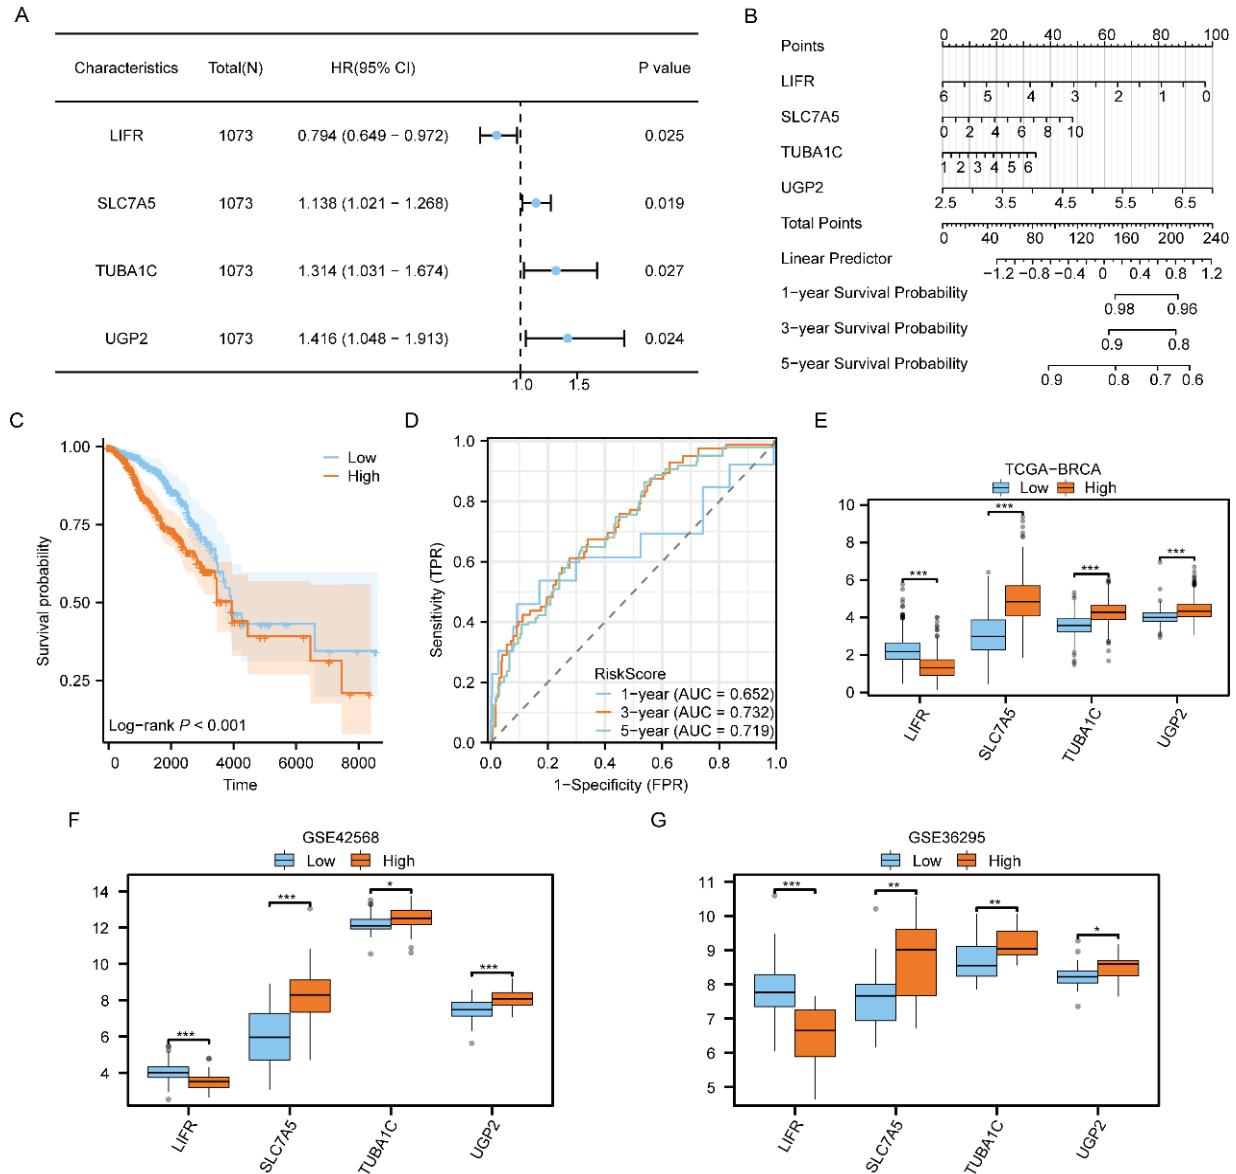 A
Characteristics Total(N) HR(95% CI) P value
LIFR 1073 0.794 (0.649 − 0.972) 0.025
SLC7A5 1073 1.138 (1.021 − 1.268) 0.019
TUBA1C 1073 1.314 (1.031 − 1.674) 0.027
UGP2 1073 1.416 (1.048 − 1.913) 0.024
1.0 1.5
B
Points 0 20 40 60 80 100
LIFR
6 5 4 3 2 1 0
SLC7A5
0 2 4 6 8 10
TUBA1C
1 2 3 4 5 6
UGP2
2.5 3.5 4.5 5.5 6.5
Total Points
0 40 80 120 160 200 240
Linear Predictor
−1.2 −0.8 −0.4 0 0.4 0.8 1.2
1−year Survival Probability
0.98 0.96
3−year Survival Probability
0.9 0.8
5−year Survival Probability
0.9 0.8 0.7 0.6
C
Low
High
Survival probability
1.00
0.75
0.50
0.25
Log−rank P < 0.001
0 2000 4000 6000 8000
Time
D
Sensitivity (TPR)
1.0
0.8
0.6
0.4
0.2
0.0
RiskScore
1−year (AUC = 0.652)
3−year (AUC = 0.732)
5−year (AUC = 0.719)
0.0 0.2 0.4 0.6 0.8 1.0
1−Specificity (FPR)
E
TCGA−BRCA
Low High
10
8
6
4
2
0
*** *** *** ***
LIFR SLC7A5 TUBA1C UGP2
F
GSE42568
Low High
14
12
10
8
6
4
*** *** * ***
LIFR SLC7A5 TUBA1C UGP2
G
GSE36295
Low High
11
10
9
8
7
6
5
*** ** ** *
LIFR SLC7A5 TUBA1C UGP2